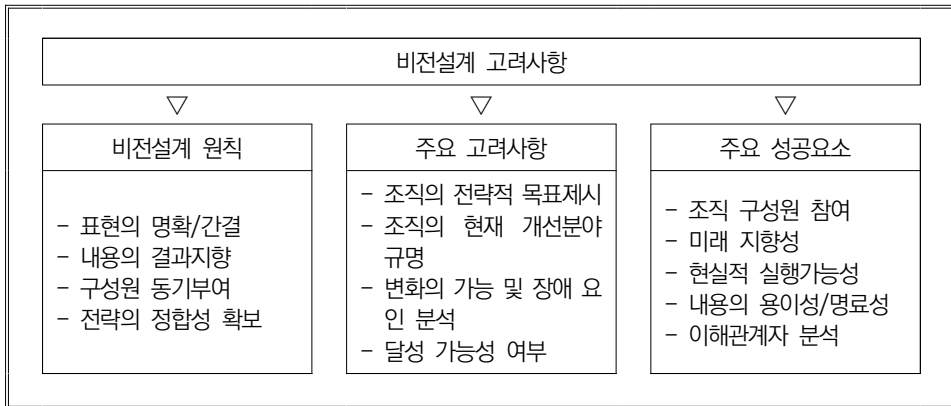 비전설계 고려사항
▽ ▽ ▽
비전설계 원칙
- 표현의 명확/간결
- 내용의 결과지향
- 구성원 동기부여
- 전략의 정합성 확보
주요 고려사항
- 조직의 전략적 목표제시
- 조직의 현재 개선분야
규명
- 변화의 가능 및 장애 요
인 분석
- 달성 가능성 여부
주요 성공요소
- 조직 구성원 참여
- 미래 지향성
- 현실적 실행가능성
- 내용의 용이성/명료성
- 이해관계자 분석